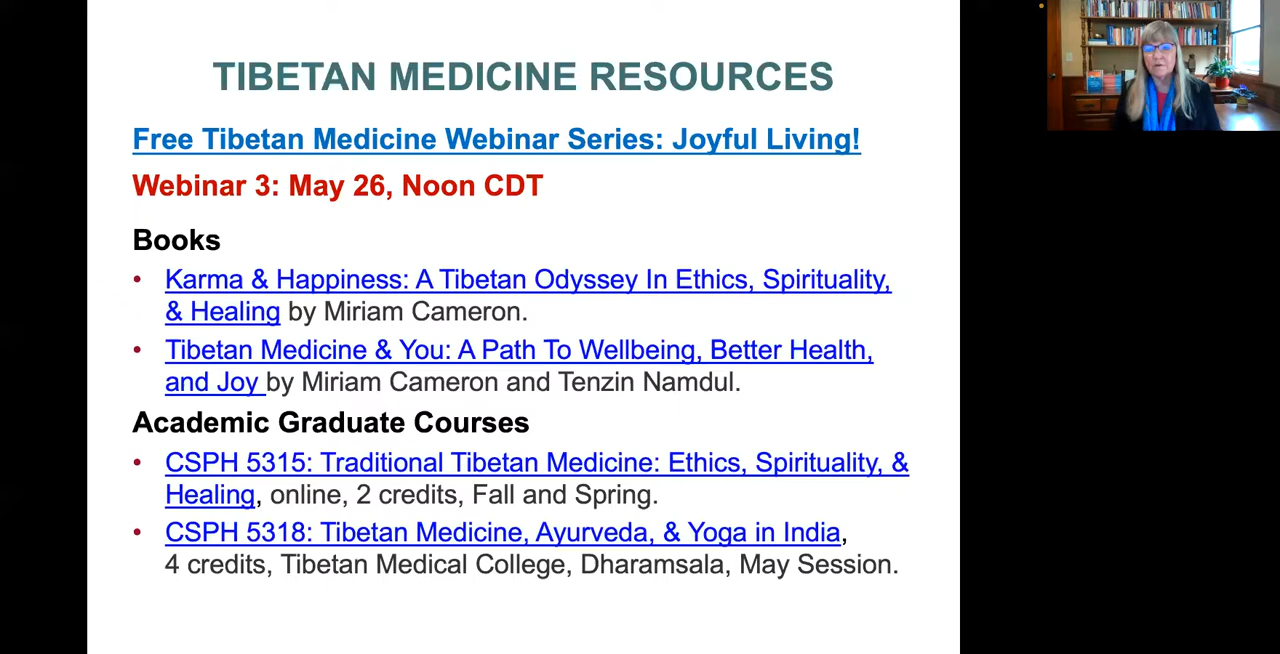 TIBETAN MEDICINE RESOURCES
Free Tibetan Medicine Webinar Series: Joyful Living!
Webinar 3: May 26, Noon CDT
Books
• Karma & Happiness: A Tibetan Odyssey In Ethics, Spirituality,
& Healing by Miriam Cameron.
• Tibetan Medicine & You: A Path To Wellbeing, Better Health,
and Joy by Miriam Cameron and Tenzin Namdul.
Academic Graduate Courses
• CSPH 5315: Traditional Tibetan Medicine: Ethics, Spirituality, &
Healing, online, 2 credits, Fall and Spring.
• CSPH 5318: Tibetan Medicine, Ayurveda, & Yoga in India,
4 credits, Tibetan Medical College, Dharamsala, May Session.